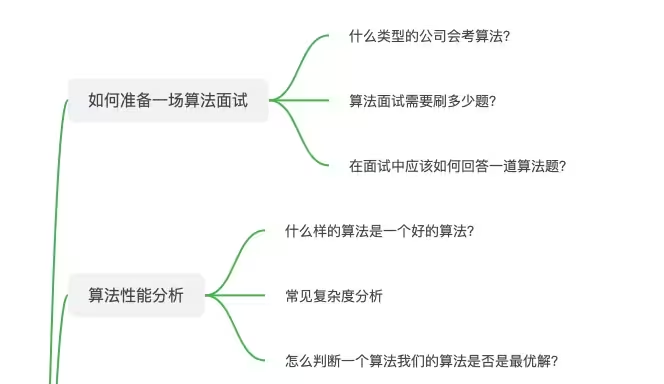 什么类型的公司会考算法?
如何准备一场算法面试
算法面试需要刷多少题?
在面试中应该如何回答一道算法题?
什么样的算法是一个好的算法?
算法性能分析
常见复杂度分析
怎么判断一个算法我们的算法是否是最优解?